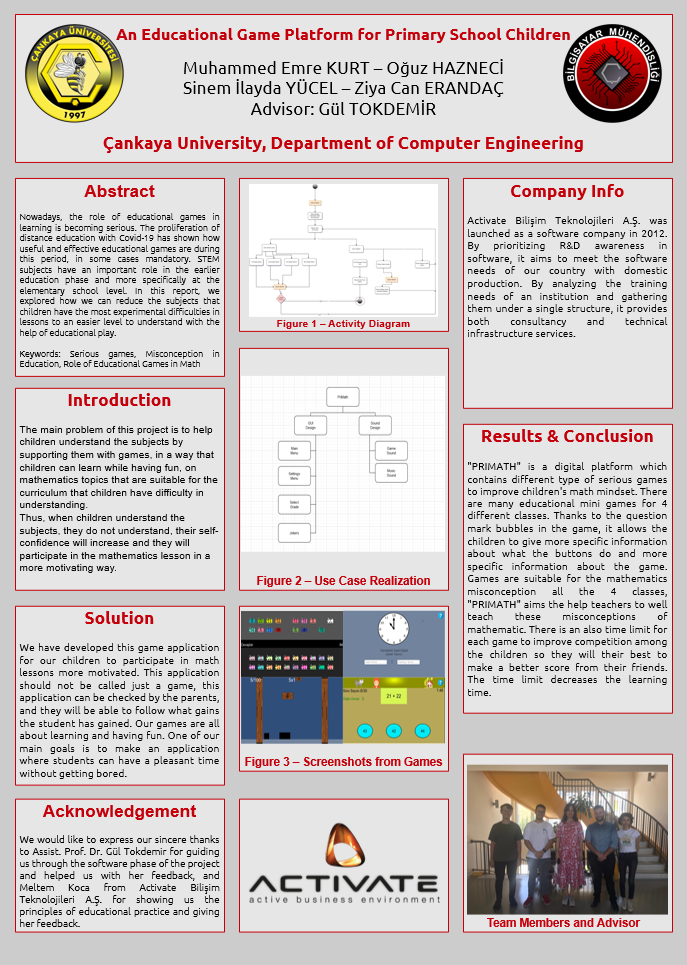 An Educational Game Platform for Primary School Children
ÇANKAYA ÜNİVERSİTESİ
1997
BİLGİSAYAR MÜHENDİSLİĞİ
Muhammed Emre KURT – Oğuz HAZNECİ
Sinem İlayda YÜCEL – Ziya Can ERANDAÇ
Advisor: Gül TOKDEMİR
Çankaya University, Department of Computer Engineering
Abstract
Nowadays, the role of educational games in
learning is becoming serious. The proliferation of
distance education with Covid-19 has shown how
useful and effective educational games are during
this period, in some cases mandatory. STEM
subjects have an important role in the earlier
education phase and more specifically at the
elementary school level. In this report, we
explored how we can reduce the subjects that
children have the most experimental difficulties in
lessons to an easier level to understand with the
help of educational play.
Keywords: Serious games, Misconception in
Education, Role of Educational Games in Math
Introduction
The main problem of this project is to help
children understand the subjects by
supporting them with games, in a way that
children can learn while having fun, on
mathematics topics that are suitable for the
curriculum that children have difficulty in
understanding.
Thus, when children understand the
subjects, they do not understand, their self-
confidence will increase and they will
participate in the mathematics lesson in a
more motivating way.
Solution
We have developed this game application
for our children to participate in math
lessons more motivated. This application
should not be called just a game, this
application can be checked by the parents,
and they will be able to follow what gains
the student has gained. Our games are all
about learning and having fun. One of our
main goals is to make an application
where students can have a pleasant time
without getting bored.
Acknowledgement
We would like to express our sincere thanks
to Assist. Prof. Dr. Gül Tokdemir for guiding
us through the software phase of the project
and helped us with her feedback, and
Meltem Koca from Activate Bilişim
Teknolojileri A.Ş. for showing us the
principles of educational practice and giving
her feedback.
Figure 1 – Activity Diagram
PriMath
GUI
Design
Sound
Design
Main
Menu
Game
Sound
Settings
Menu
Music
Sound
Select
Grade
Jokers
Figure 2 – Use Case Realization
5/100
5x1
21 + 22
Figure 3 – Screenshots from Games
ACTIVATE
active business environment
Company Info
Activate Bilişim Teknolojileri A.Ş. was
launched as a software company in 2012.
By prioritizing R&D awareness in
software, it aims to meet the software
needs of our country with domestic
production. By analyzing the training
needs of an institution and gathering
them under a single structure, it provides
both consultancy and technical
infrastructure services.
Results & Conclusion
"PRIMATH" is a digital platform which
contains different type of serious games
to improve children's math mindset. There
are many educational mini games for 4
different classes. Thanks to the question
mark bubbles in the game, it allows the
children to give more specific information
about what the buttons do and more
specific information about the game.
Games are suitable for the mathematics
misconception all the 4 classes,
"PRIMATH" aims the help teachers to well
teach these misconceptions of
mathematic. There is an also time limit for
each game to improve competition among
the children so they will their best to
make a better score from their friends.
The time limit decreases the learning
time.
Team Members and Advisor